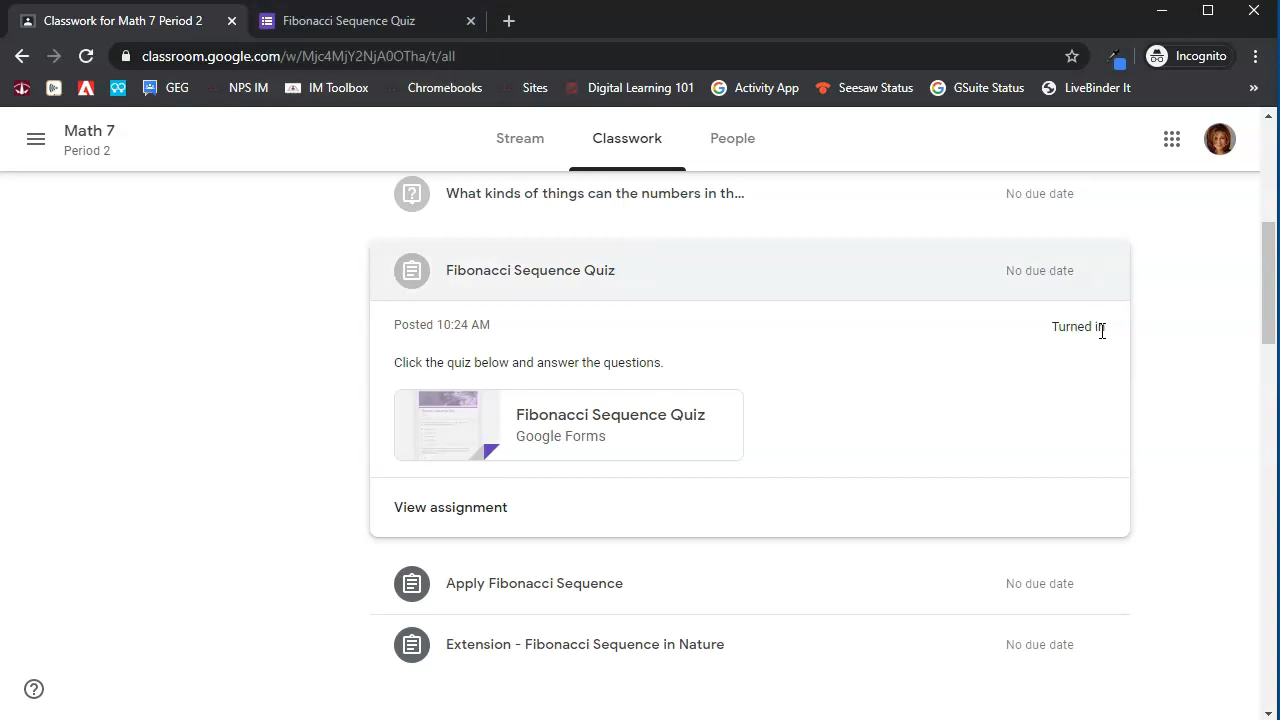 Classwork for Math 7 Period 2
Fibonacci Sequence Quiz
classroom.google.com/w/Mjc4MjY2NjA0OTha/t/all
Incognito
GEG
NPS IM
IM Toolbox
Chromebooks
Sites
Digital Learning 101
Activity App
Seesaw Status
GSuite Status
LiveBinder It
»
Math 7
Period 2
Stream
Classwork
People
What kinds of things can the numbers in th...
No due date
Fibonacci Sequence Quiz
No due date
Posted 10:24 AM
Turned in
Click the quiz below and answer the questions.
Fibonacci Sequence Quiz
Google Forms
View assignment
Apply Fibonacci Sequence
No due date
Extension - Fibonacci Sequence in Nature
No due date